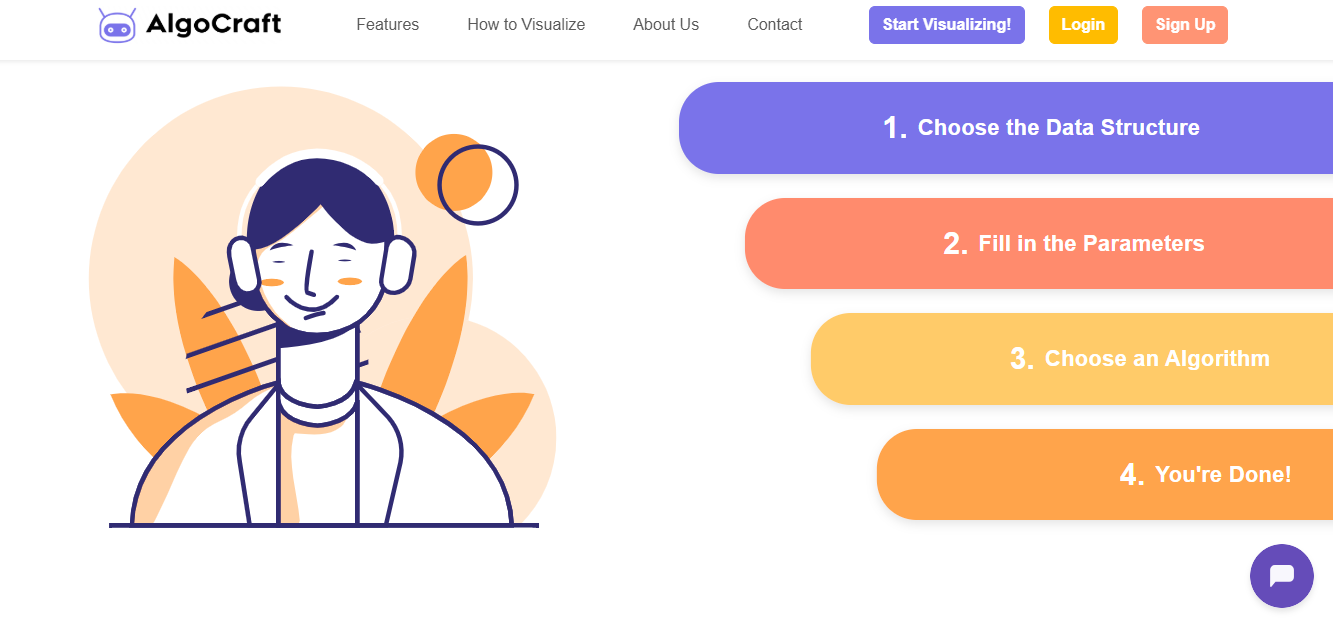 AlgoCraft
Features
How to Visualize
About Us
Contact
Start Visualizing!
Login
Sign Up
1. Choose the Data Structure
2. Fill in the Parameters
3. Choose an Algorithm
4. You're Done!